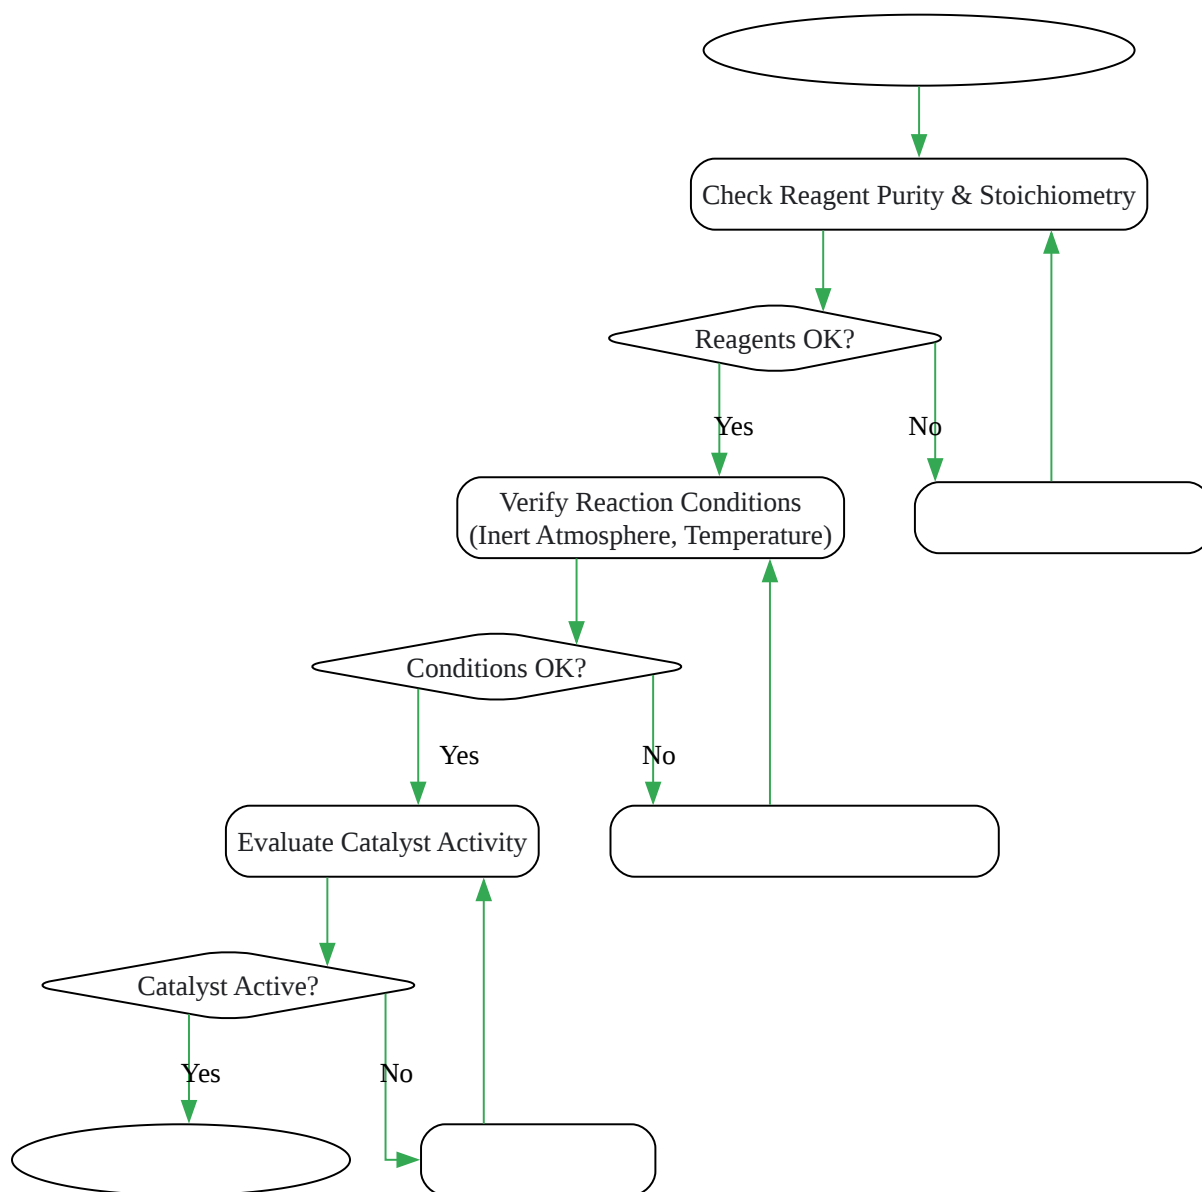 Check Reagent Purity & Stoichiometry
Reagents OK?
Yes
No
Verify Reaction Conditions
(Inert Atmosphere, Temperature)
Conditions OK?
Yes
No
Evaluate Catalyst Activity
Catalyst Active?
Yes
No